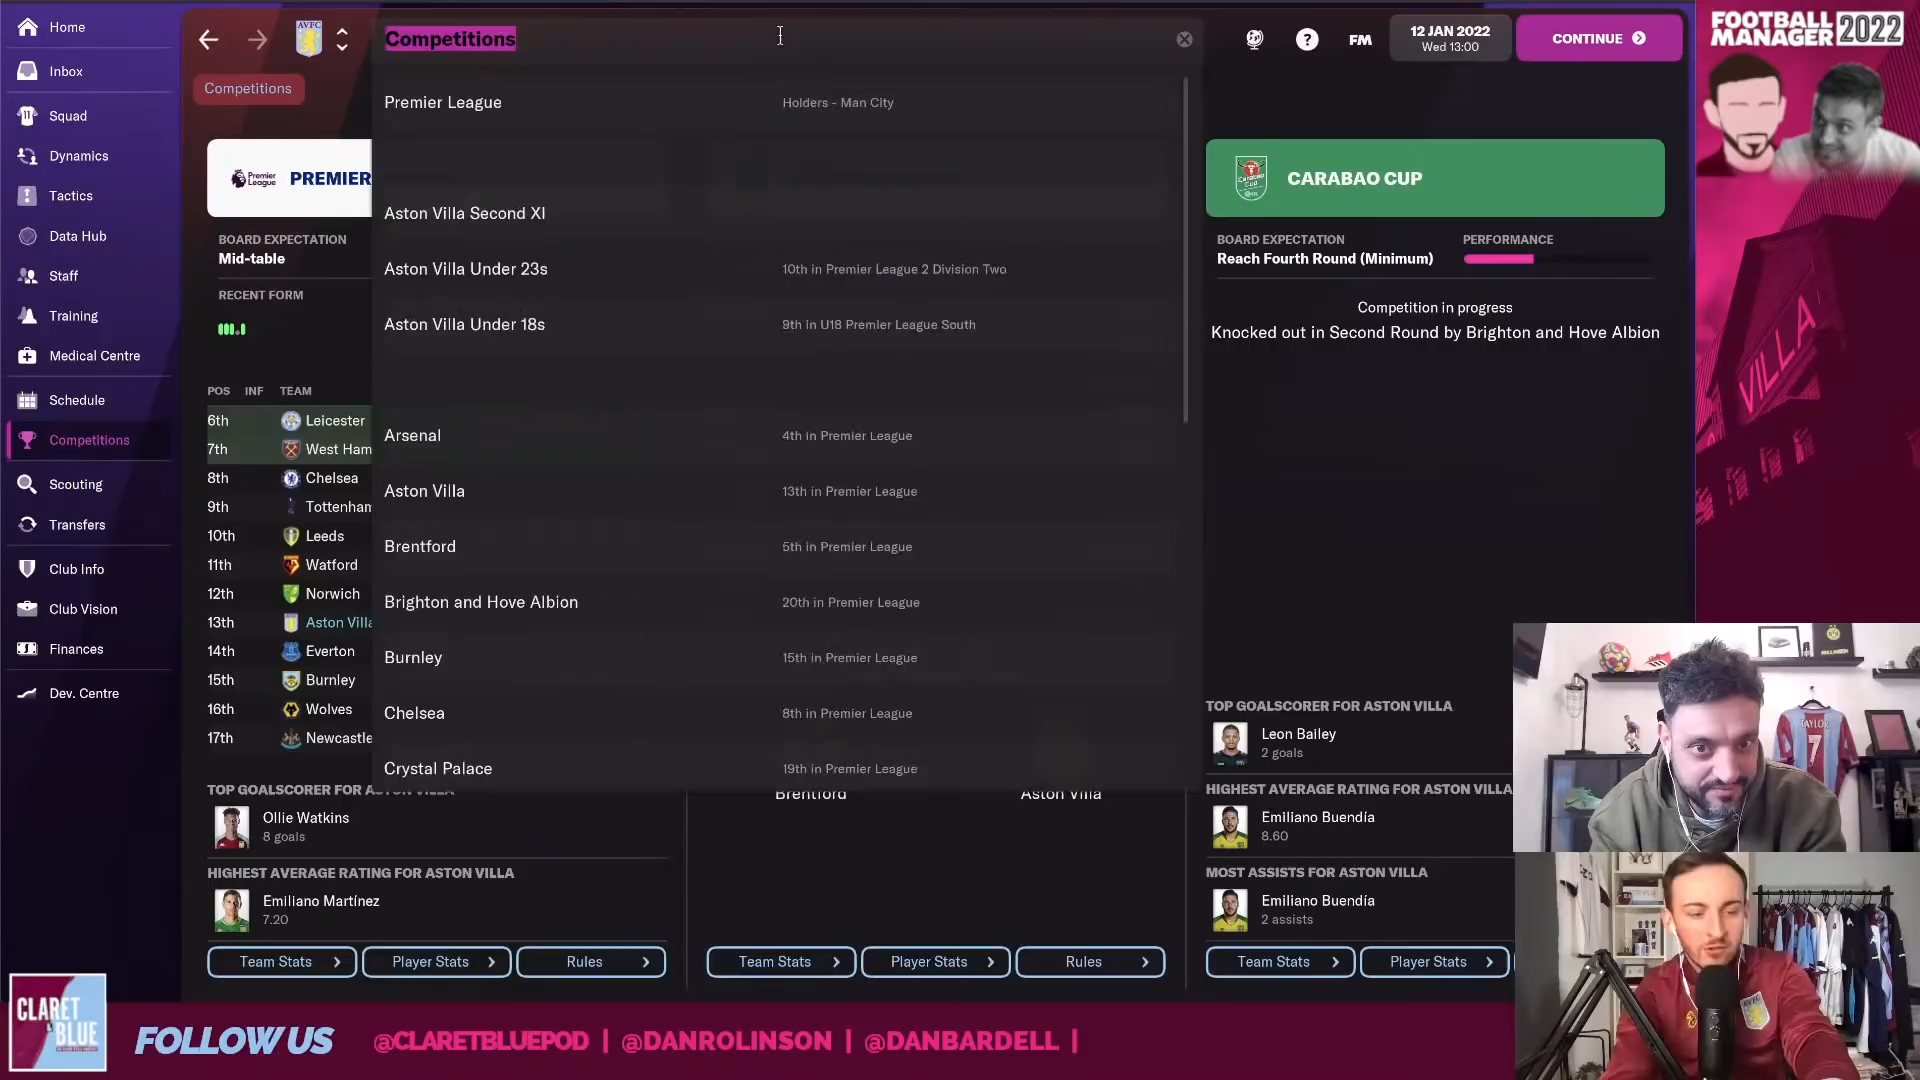 Home
Inbox
Squad
Dynamics
Tactics
Data Hub
Staff
Training
Medical Centre
Schedule
Competitions
Scouting
Transfers
Club Info
Club Vision
Finances
Dev. Centre
AVFC
Competitions
FM
12 JAN 2022
Wed 13:00
CONTINUE
FOOTBALL
MANAGER 2022
Competitions
Premier League
PREMIER
BOARD EXPECTATION
Mid-table
RECENT FORM
POS INF TEAM
6th Leicester
7th West Ham
8th Chelsea
9th Tottenham
10th Leeds
11th Watford
12th Norwich
13th Aston Villa
14th Everton
15th Burnley
16th Wolves
17th Newcastle
Premier League Holders - Man City
Aston Villa Second XI
Aston Villa Under 23s 10th in Premier League 2 Division Two
Aston Villa Under 18s 9th in U18 Premier League South
Arsenal 4th in Premier League
Aston Villa 13th in Premier League
Brentford 5th in Premier League
Brighton and Hove Albion 20th in Premier League
Burnley 15th in Premier League
Chelsea 8th in Premier League
Crystal Palace 19th in Premier League
Brentford Aston Villa
CARABAO CUP
BOARD EXPECTATION
Reach Fourth Round (Minimum)
PERFORMANCE
Competition in progress
Knocked out in Second Round by Brighton and Hove Albion
TOP GOALSCORER FOR ASTON VILLA
Ollie Watkins
8 goals
HIGHEST AVERAGE RATING FOR ASTON VILLA
Emiliano Martínez
7.20
Team Stats
Player Stats
Rules
Team Stats
Player Stats
Rules
TOP GOALSCORER FOR ASTON VILLA
Leon Bailey
2 goals
HIGHEST AVERAGE RATING FOR ASTON VILLA
Emiliano Buendía
8.60
MOST ASSISTS FOR ASTON VILLA
Emiliano Buendía
2 assists
Team Stats
Player Stats
VILLA
TAYLOR
7
CLARET
& BLUE
FOLLOW US
@CLARETBLUEPOD | @DANROLINSON | @DANBARDELL |